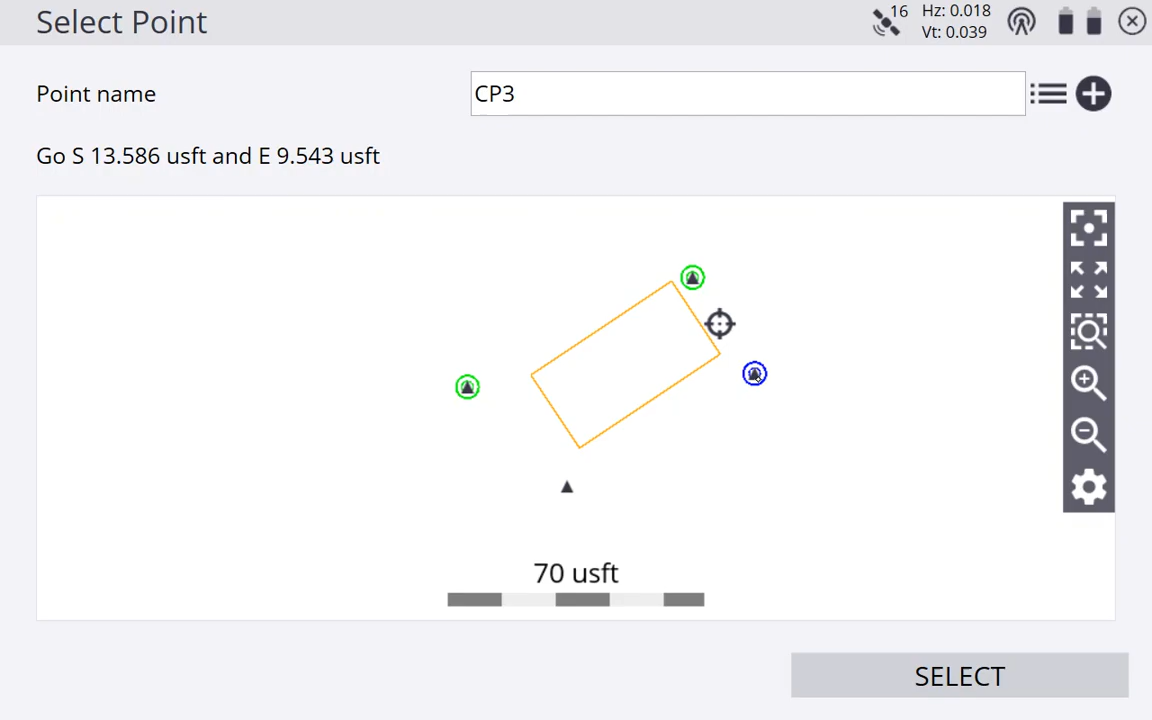 Select Point
16
Hz: 0.018
Vt: 0.039
Point name
CP3
Go S 13.586 usft and E 9.543 usft
70 usft
SELECT